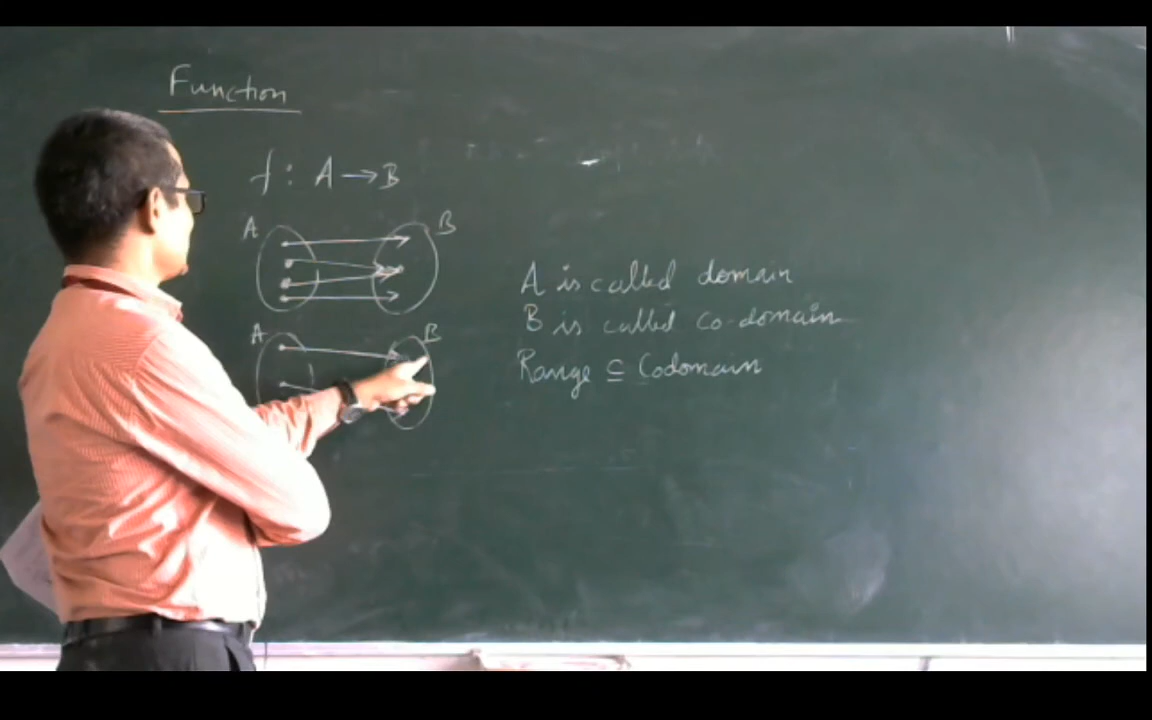 Function
f : A → B
A B
A B
A is called domain
B is called co-domain
Range ⊆ Codomain